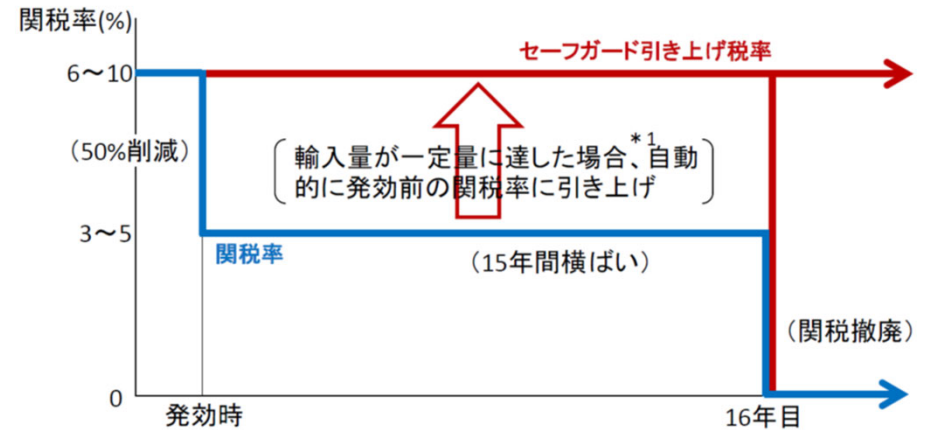 関税率(%)
セーフガード引き上げ税率
6～10
（50%削減）
輸入量が一定量に達した場合*1、自動
的に発効前の関税率に引き上げ
3～5
関税率
（15年間横ばい）
（関税撤廃）
0
発効時
16年目